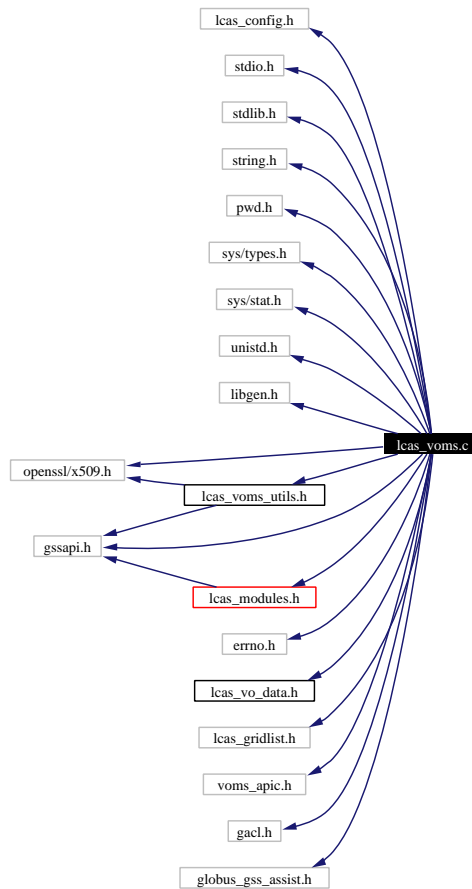 lcas_config.h
stdio.h
stdlib.h
string.h
pwd.h
sys/types.h
sys/stat.h
unistd.h
libgen.h
lcas_voms.c
openssl/x509.h
lcas_voms_utils.h
gssapi.h
lcas_modules.h
errno.h
lcas_vo_data.h
lcas_gridlist.h
voms_apic.h
gacl.h
globus_gss_assist.h